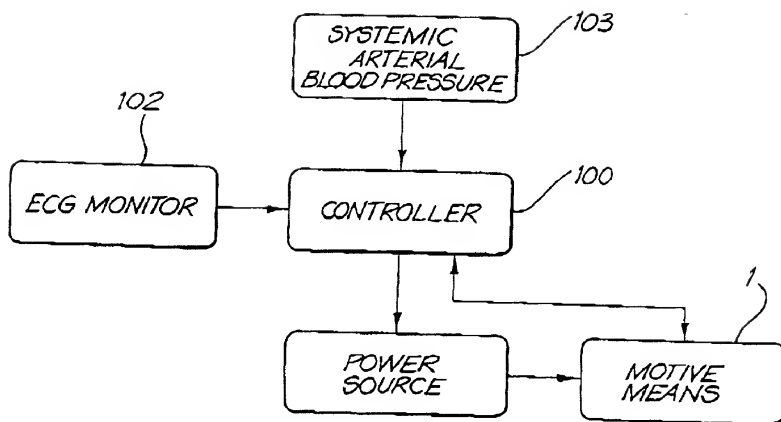 SYSTEMIC
ARTERIAL
BLOOD PRESSURE
103
102
ECG MONITOR
CONTROLLER
100
POWER
SOURCE
1
MOTIVE
MEANS